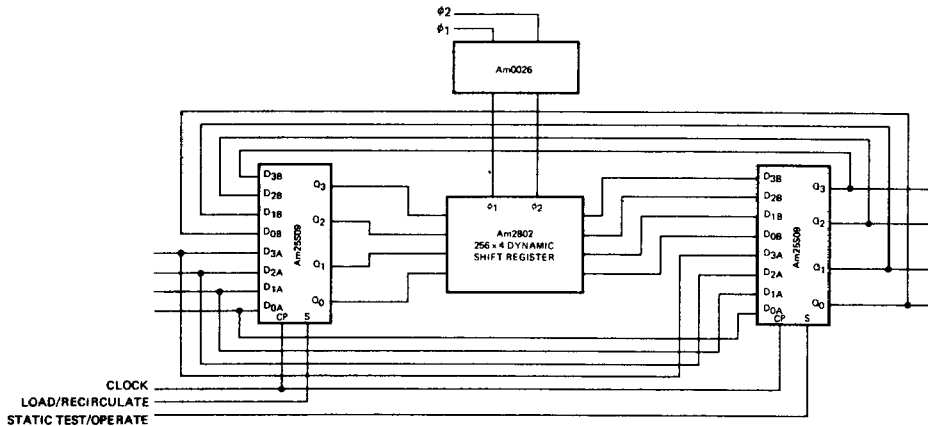 ϕ2
ϕ1
Am0026
D3B
D2B
D1B
D0B
D3A
D2A
D1A
D0A
Q3
Q2
Q1
Q0
Am25S09
CP
S
ϕ1
ϕ2
Am2802
256 × 4 DYNAMIC
SHIFT REGISTER
D3B
D2B
D1B
D0B
D3A
D2A
D1A
D0A
Q3
Q2
Q1
Q0
Am25S09
CP
S
CLOCK
LOAD/RECIRCULATE
STATIC TEST/OPERATE